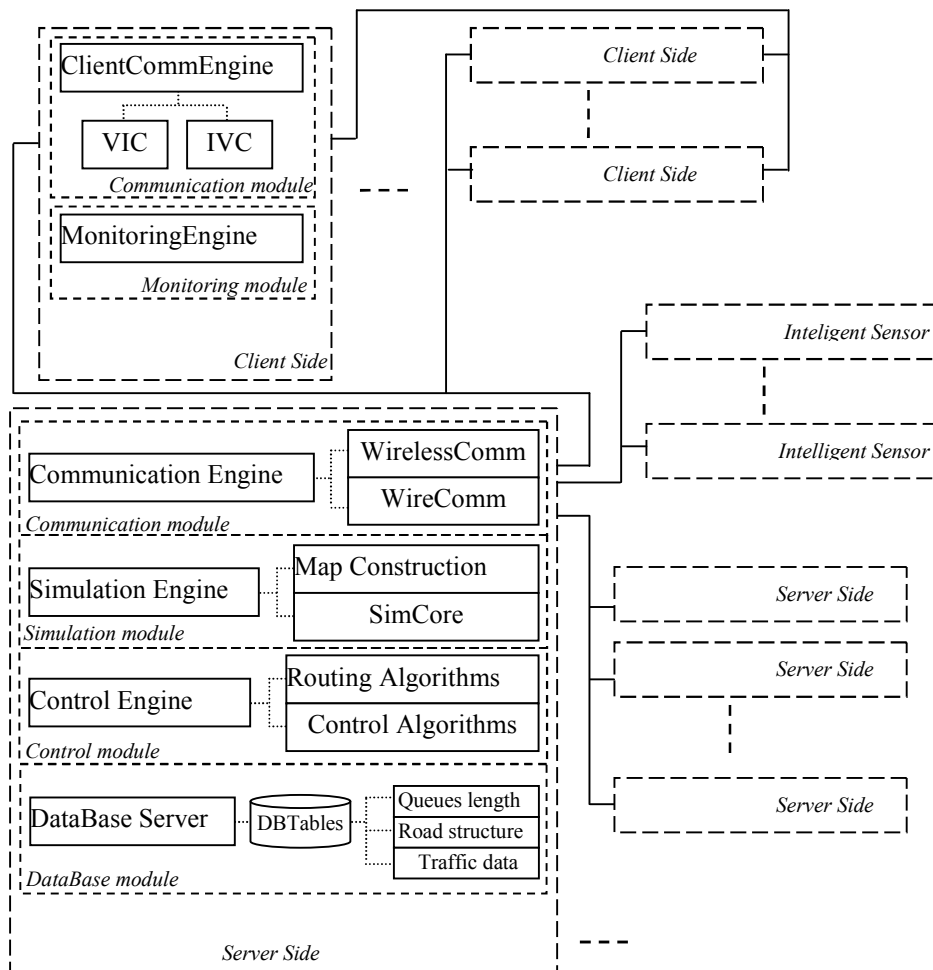 ClientCommEngine
VIC
IVC
Communication module
MonitoringEngine
Monitoring module
Client Side
Client Side
Client Side
Inteligent Sensor
Intelligent Sensor
Communication Engine
WirelessComm
WireComm
Communication module
Simulation Engine
Map Construction
SimCore
Simulation module
Control Engine
Routing Algorithms
Control Algorithms
Control module
DataBase Server
DBTables
Queues length
Road structure
Traffic data
DataBase module
Server Side
Server Side
Server Side
Server Side